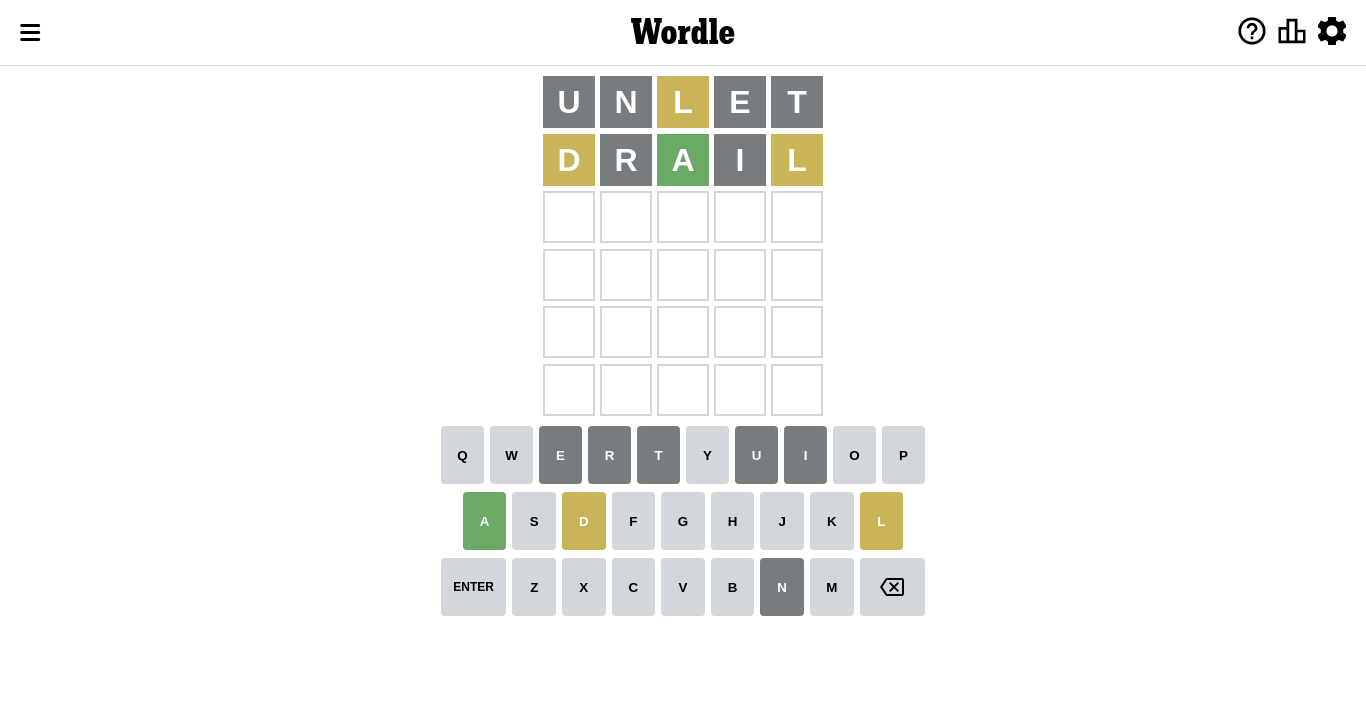 Wordle
U N L E T
D R A I L
Q W E R T Y U I O P
A S D F G H J K L
ENTER Z X C V B N M